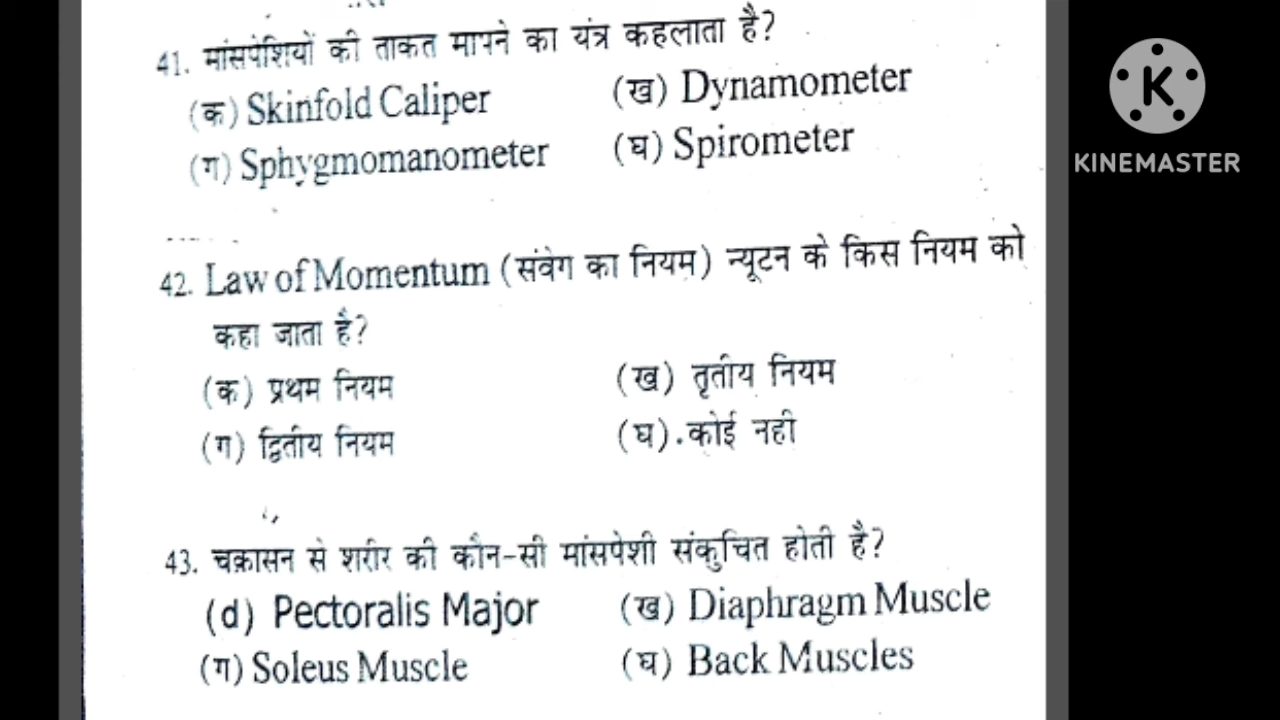 41. मांसपेशियों की ताकत मापने का यंत्र कहलाता है?
(क) Skinfold Caliper (ख) Dynamometer
(ग) Sphygmomanometer (घ) Spirometer
42. Law of Momentum (संवेग का नियम) न्यूटन के किस नियम को
कहा जाता है?
(क) प्रथम नियम (ख) तृतीय नियम
(ग) द्वितीय नियम (घ).कोई नही
43. चक्रासन से शरीर की कौन-सी मांसपेशी संकुचित होती है?
(d) Pectoralis Major (ख) Diaphragm Muscle
(ग) Soleus Muscle (घ) Back Muscles
K
KINEMASTER